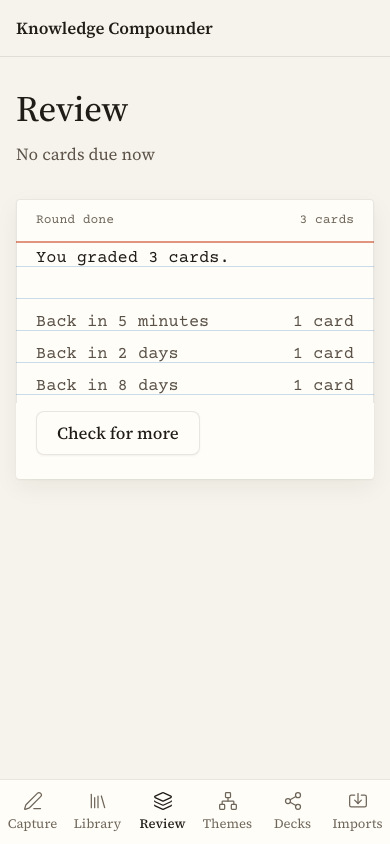 Knowledge Compounder
Review
No cards due now
Round done 3 cards
You graded 3 cards.
Back in 5 minutes 1 card
Back in 2 days 1 card
Back in 8 days 1 card
Check for more
Capture Library Review Themes Decks Imports